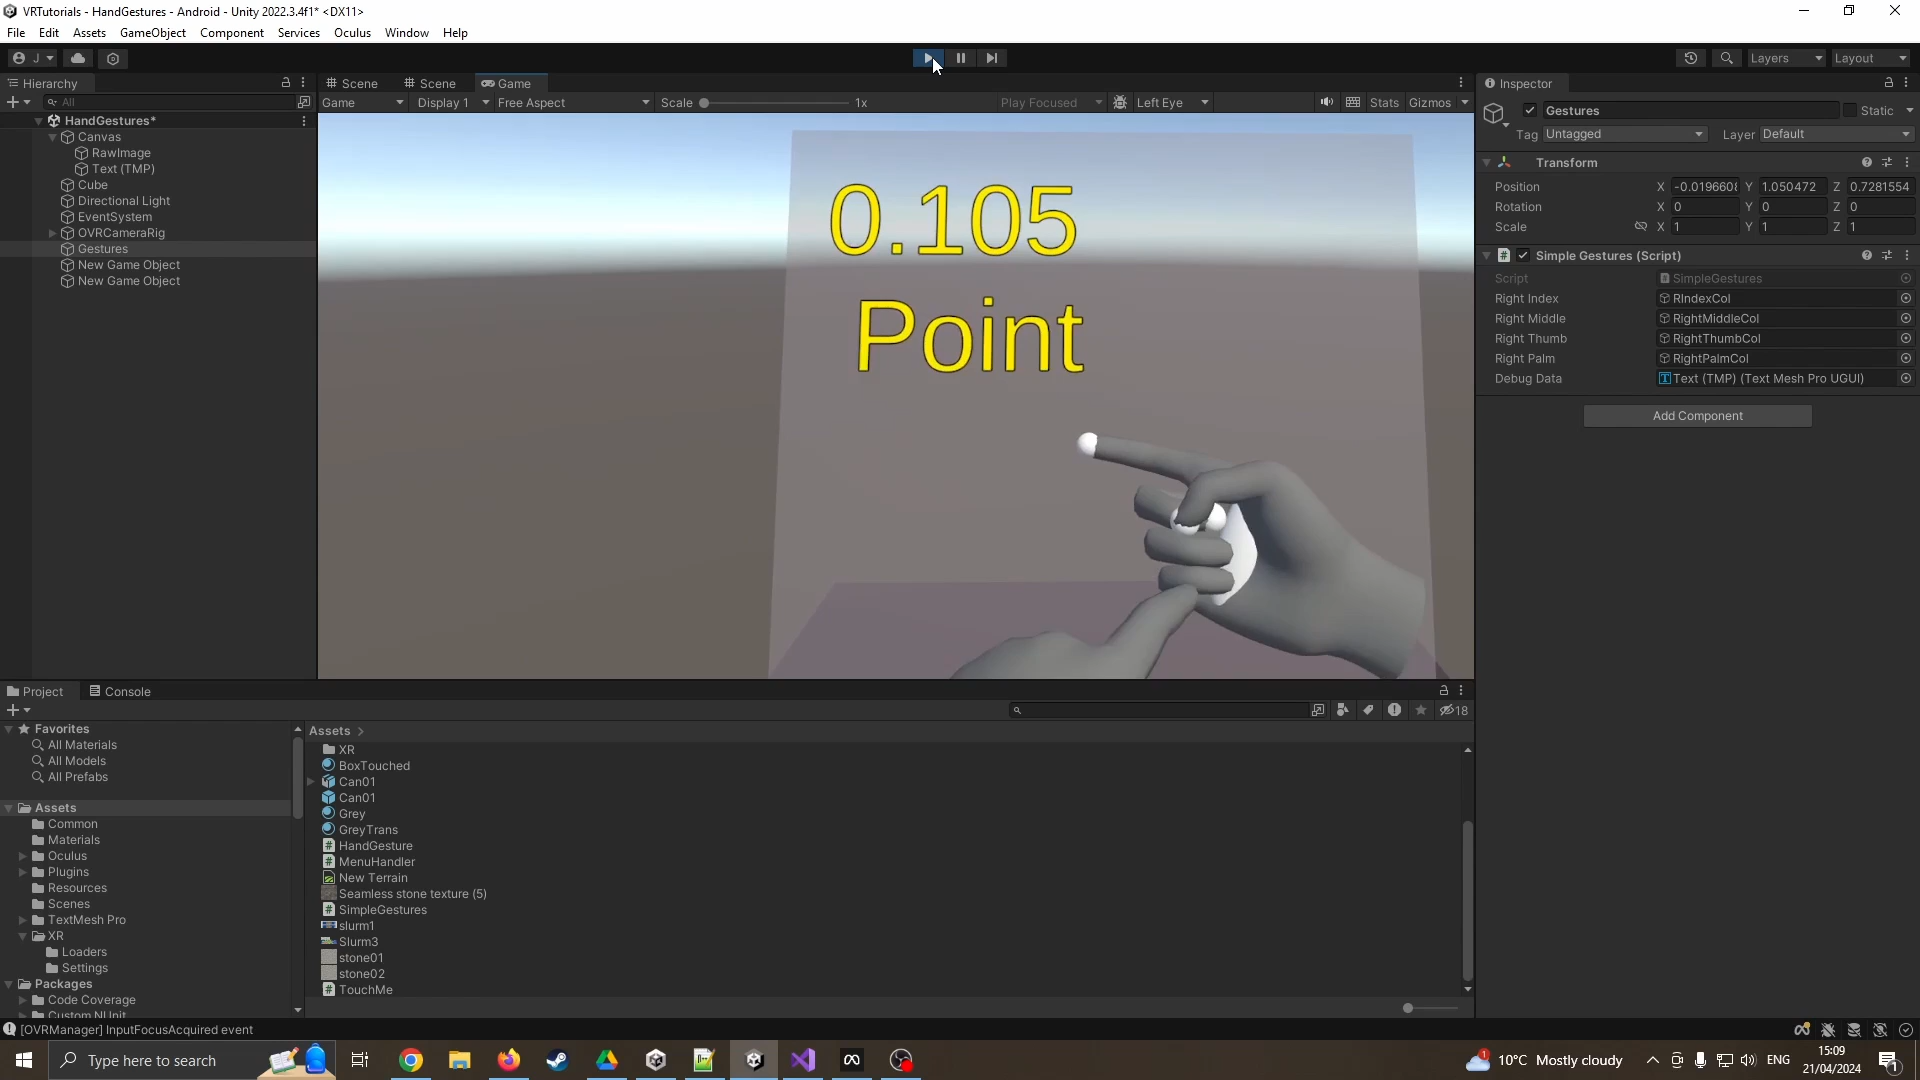 VRTutorials - HandGestures - Android - Unity 2022.3.4f1* <DX11>
File Edit Assets GameObject Component Services Oculus Window Help
J Layers Layout
Hierarchy
All
HandGestures*
Canvas
RawImage
Text (TMP)
Cube
Directional Light
EventSystem
OVRCameraRig
Gestures
New Game Object
New Game Object
Scene Scene Game
Game Display 1 Free Aspect Scale 1x Play Focused Left Eye Stats Gizmos
0.105
Point
Inspector
Gestures Static
Tag Untagged Layer Default
Transform
Position X -0.0196608 Y 1.050472 Z 0.7281554
Rotation X 0 Y 0 Z 0
Scale X 1 Y 1 Z 1
# Simple Gestures (Script)
Script SimpleGestures
Right Index RIndexCol
Right Middle RightMiddleCol
Right Thumb RightThumbCol
Right Palm RightPalmCol
Debug Data Text (TMP) (Text Mesh Pro UGUI)
Add Component
Project Console
18
Favorites
All Materials
All Models
All Prefabs
Assets
Common
Materials
Oculus
Plugins
Resources
Scenes
TextMesh Pro
XR
Loaders
Settings
Packages
Code Coverage
Custom NUnit
Assets >
XR
BoxTouched
Can01
Can01
Grey
GreyTrans
HandGesture
MenuHandler
New Terrain
Seamless stone texture (5)
SimpleGestures
slurm1
Slurm3
stone01
stone02
TouchMe
[OVRManager] InputFocusAcquired event
Type here to search
1 10°C Mostly cloudy ENG 15:09 1
21/04/2024